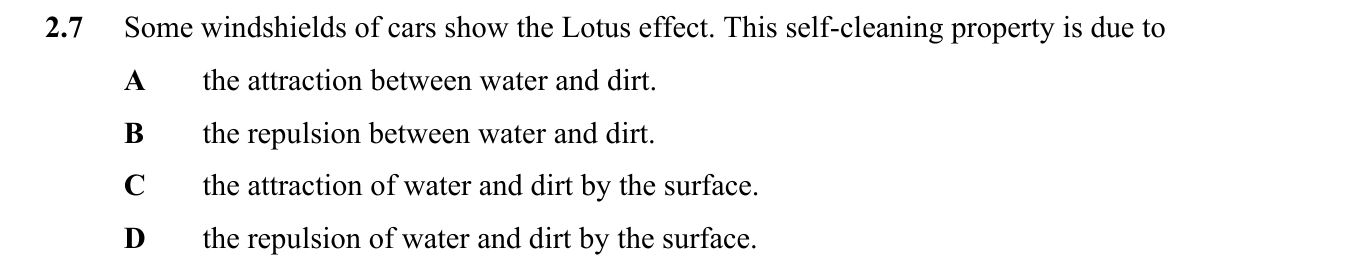 2.7 Some windshields of cars show the Lotus effect. This self-cleaning property is due to
A the attraction between water and dirt.
B the repulsion between water and dirt.
C the attraction of water and dirt by the surface.
D the repulsion of water and dirt by the surface.